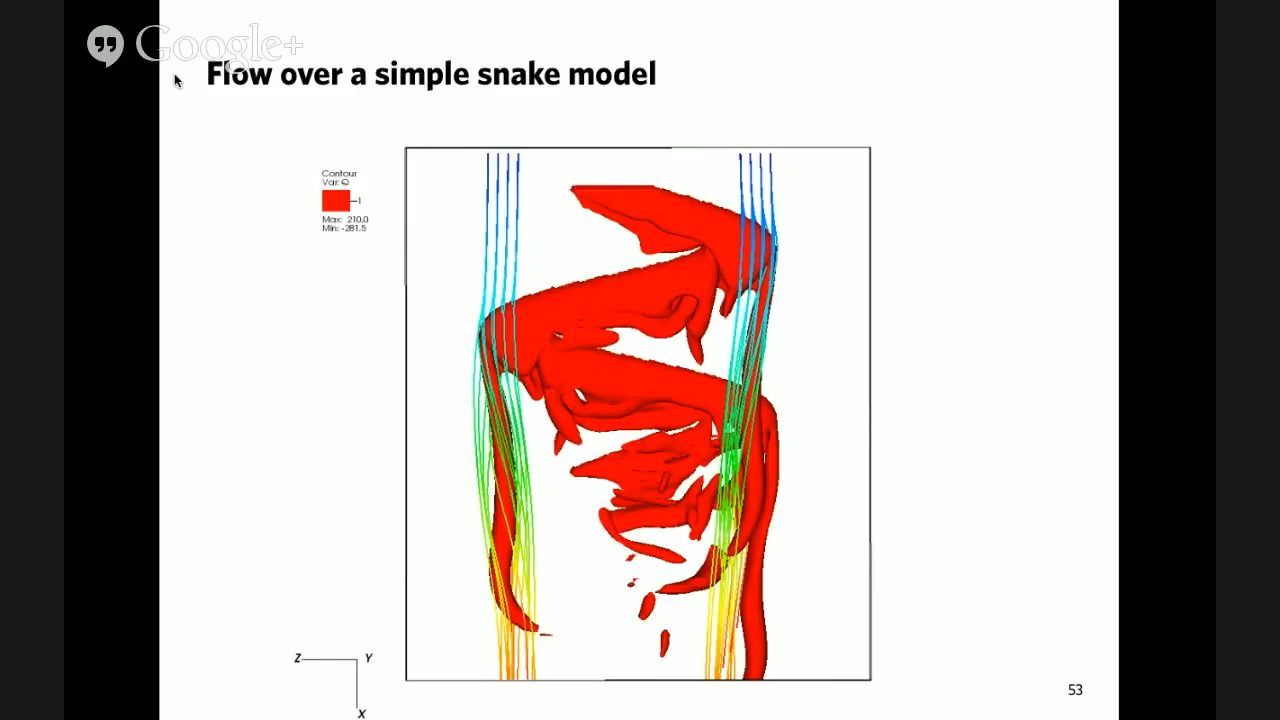 Google+
Flow over a simple snake model
Contour
Var: Q
1
Max: 210.0
Min: -281.5
Z
Y
X
53